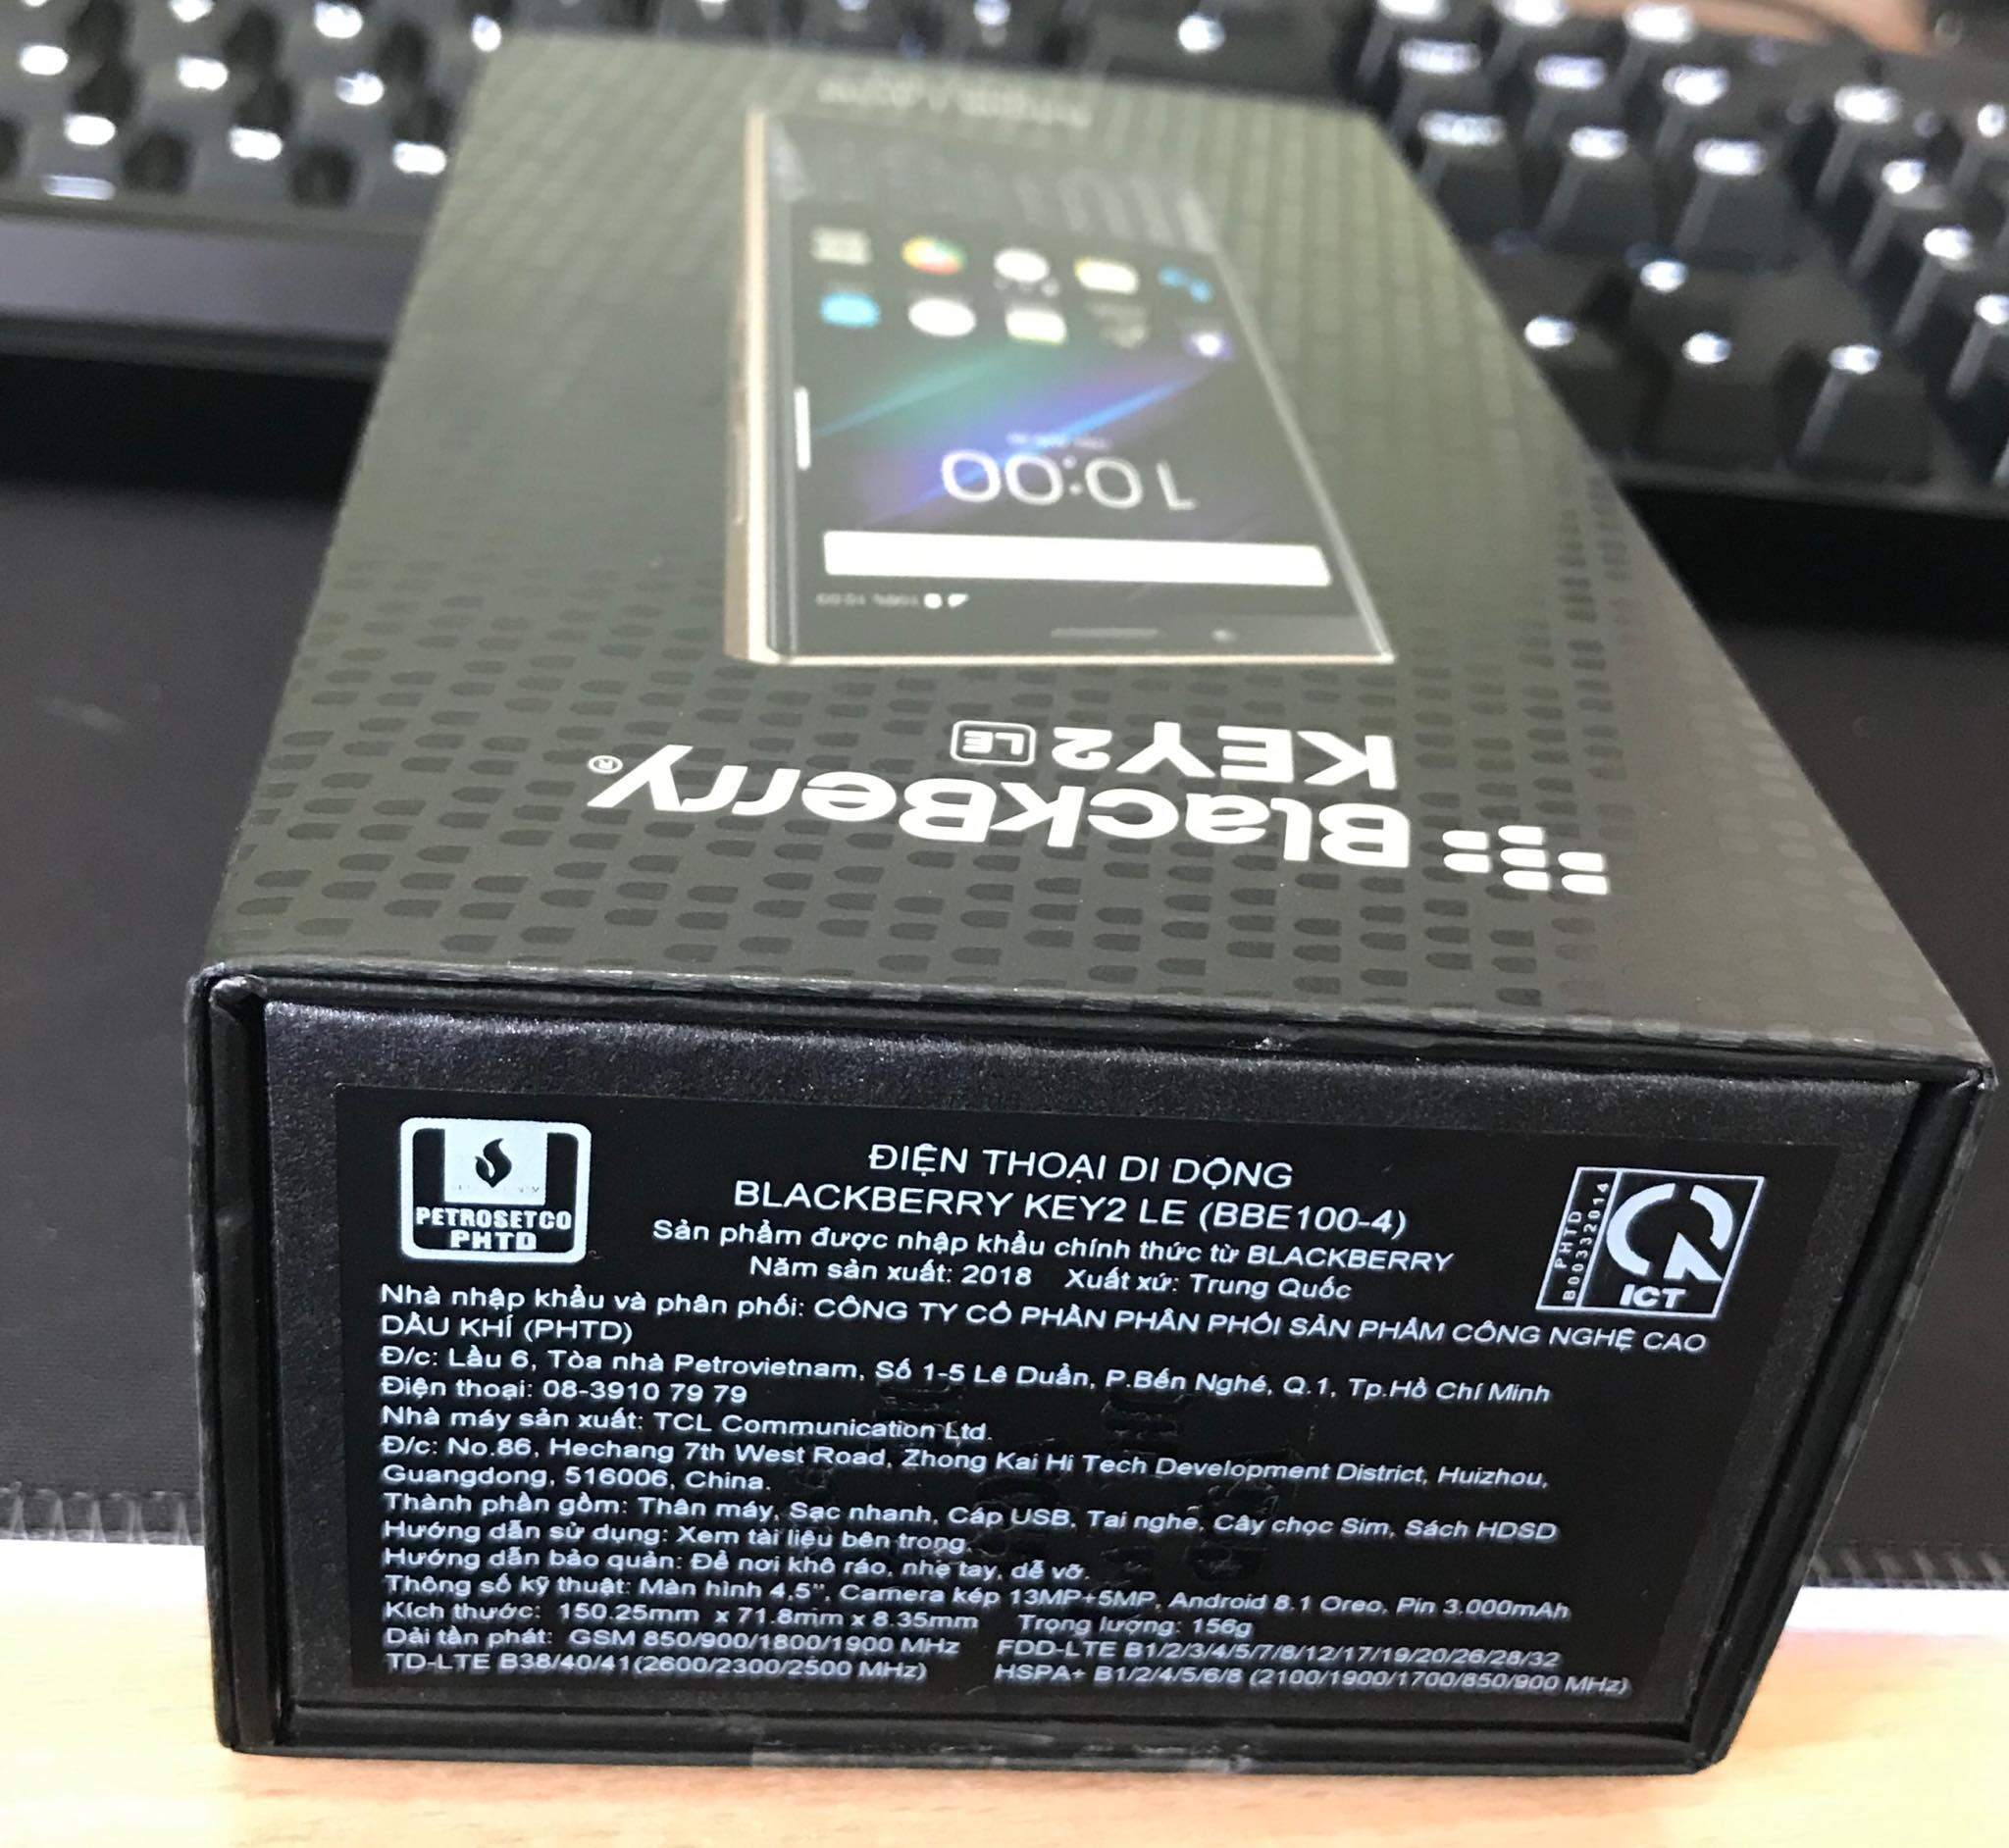 10:00
KEY2 LE
BlackBerry®
PETROSETCO
PHTD
ĐIỆN THOẠI DI DỘNG
BLACKBERRY KEY2 LE (BBE100-4)
Sản phẩm được nhập khẩu chính thức từ BLACKBERRY
Năm sản xuất: 2018 Xuất xứ: Trung Quốc
PHTD
B00332014
ICT
Nhà nhập khẩu và phân phối: CÔNG TY CỔ PHẦN PHÂN PHỐI SẢN PHẨM CÔNG NGHỆ CAO
DẦU KHÍ (PHTD)
Đ/c: Lầu 6, Tòa nhà Petrovietnam, Số 1-5 Lê Duẩn, P.Bến Nghé, Q.1, Tp.Hồ Chí Minh
Điện thoại: 08-3910 79 79
Nhà máy sản xuất: TCL Communication Ltd.
Đ/c: No.86, Hechang 7th West Road, Zhong Kai Hi Tech Development District, Huizhou,
Guangdong, 516006, China.
Thành phần gồm: Thân máy, Sạc nhanh, Cáp USB, Tai nghe, Cây chọc Sim, Sách HDSD
Hướng dẫn sử dụng: Xem tài liệu bên trong.
Hướng dẫn bảo quản: Để nơi khô ráo, nhẹ tay, dễ vỡ.
Thông số kỹ thuật: Màn hình 4,5", Camera kép 13MP+5MP, Android 8.1 Oreo, Pin 3.000mAh
Kích thước: 150.25mm x 71.8mm x 8.35mm Trọng lượng: 156g
Dải tần phát: GSM 850/900/1800/1900 MHz FDD-LTE B1/2/3/4/5/7/8/12/17/19/20/26/28/32
TD-LTE B38/40/41(2600/2300/2500 MHz) HSPA+ B1/2/4/5/6/8 (2100/1900/1700/850/900 MHz)